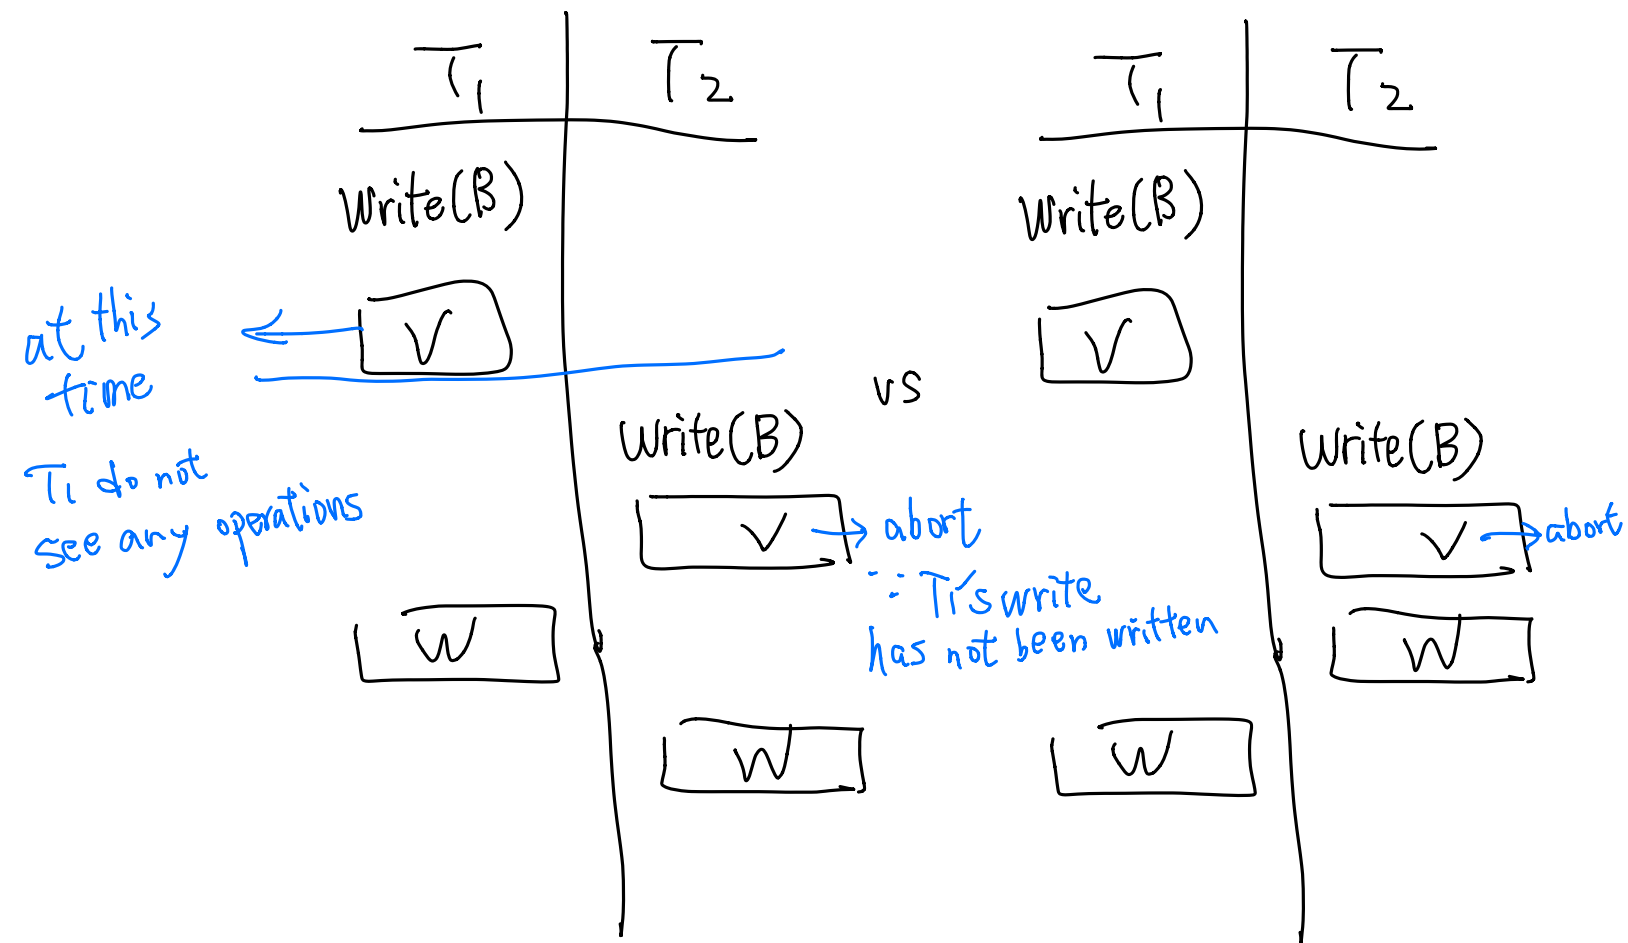 T1 T2
Write(B)
V
at this
time
T1 do not
see any operations
Write(B)
V → abort
∵ T1's write
has not been written
W
W
vs
T1 T2
Write(B)
V
Write(B)
V → abort
W
W